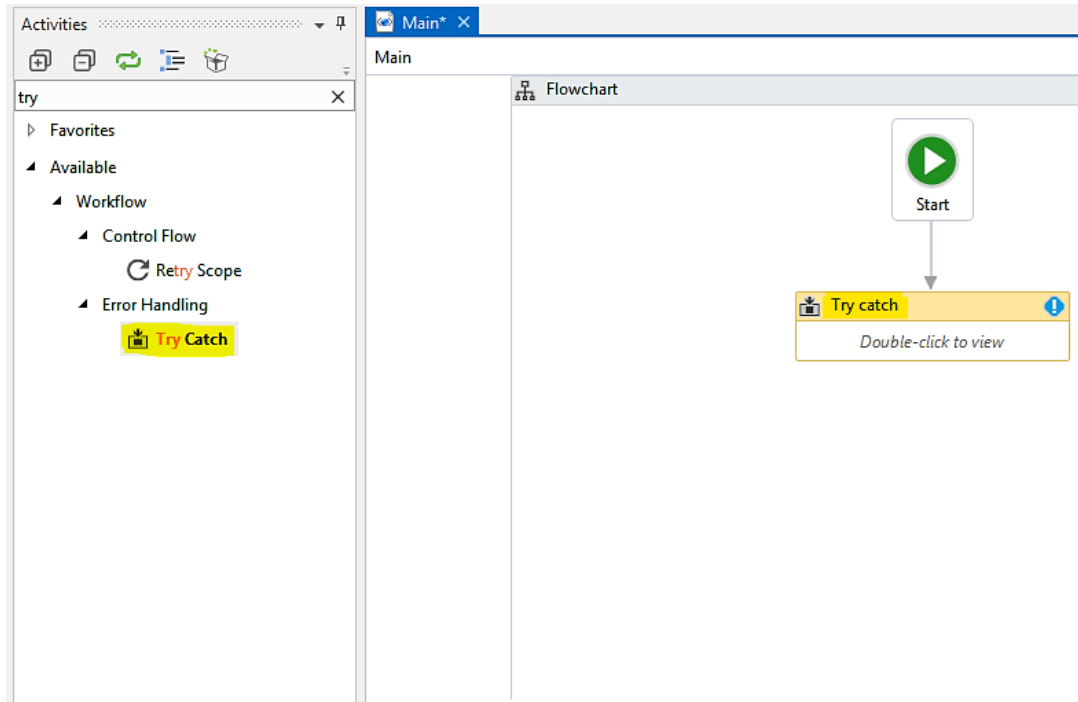 Activities
try
Favorites
Available
Workflow
Control Flow
Retry Scope
Error Handling
Try Catch
Main*
Main
Flowchart
Start
Try catch
Double-click to view